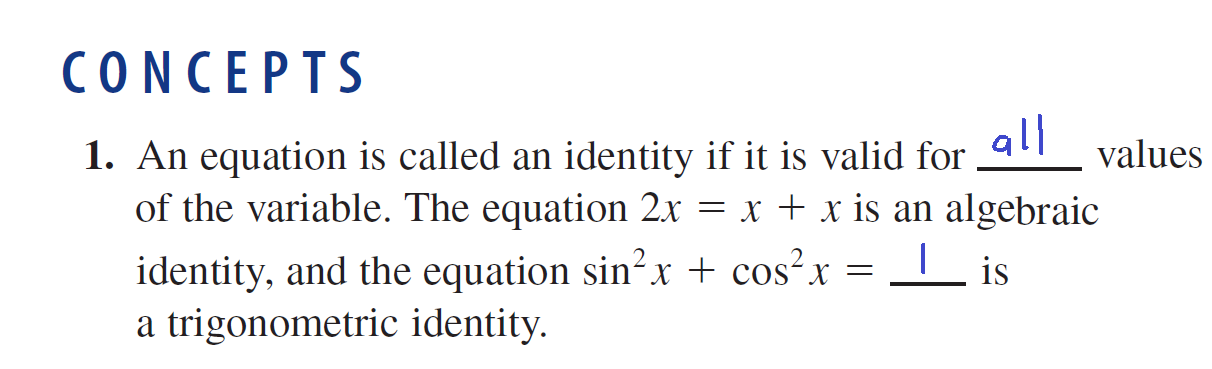 CONCEPTS
1. An equation is called an identity if it is valid for all values
of the variable. The equation 2x = x + x is an algebraic
identity, and the equation sin²x + cos²x = 1 is
a trigonometric identity.